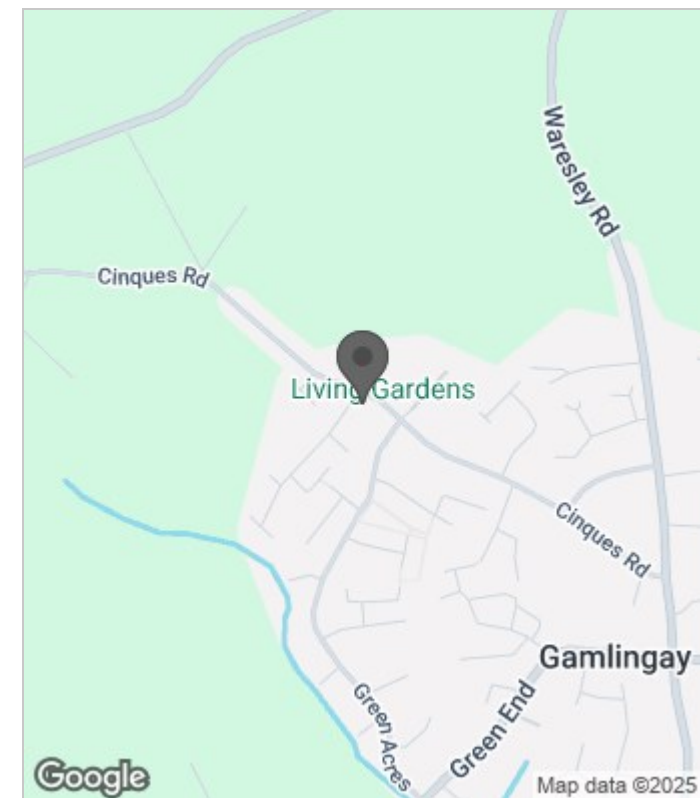 Waresley Rd
Cinques Rd
Living Gardens
Cinques Rd
Gamlingay
Green End
Green Acres
Google
Map data ©2025